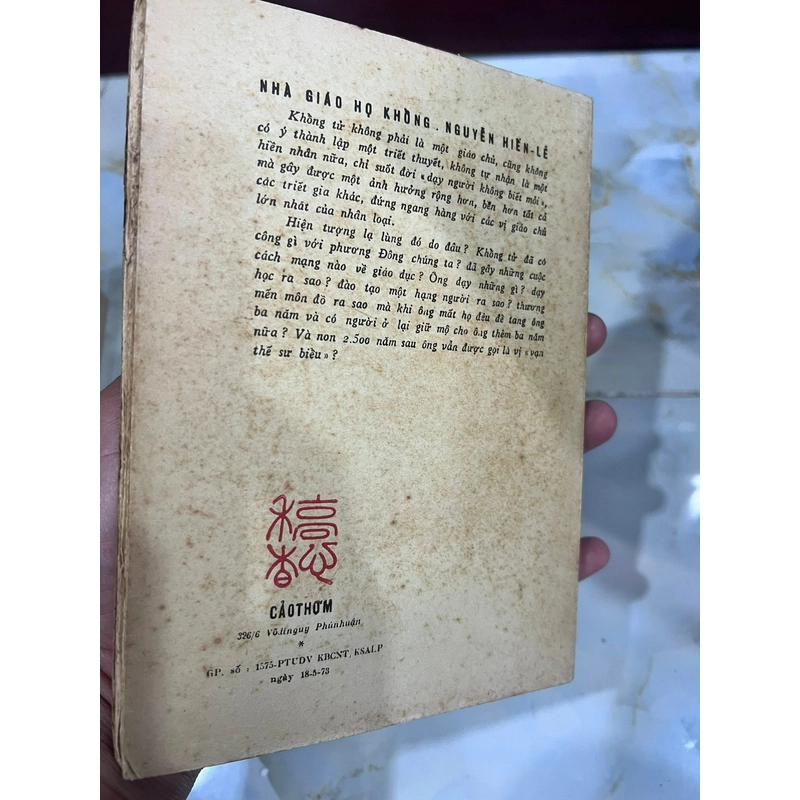 NHÀ GIÁO HỌ KHỔNG . NGUYỄN HIẾN-LÊ
Khổng tử không phải là một giáo chủ, cũng không
có ý thành lập một triết thuyết, không tự nhận là một
hiền nhân nữa, chỉ suốt đời «dạy người không biết mỏi»,
mà gây được một ảnh hưởng rộng hơn, bền hơn tất cả
các triết gia khác, đứng ngang hàng với các vị giáo chủ
lớn nhất của nhân loại.
Hiện tượng lạ lùng đó do đâu ? Khổng tử đã có
công gì với phương Đông chúng ta ? đã gây những cuộc
cách mạng nào về giáo dục ? Ông dạy những gì ? dạy
học ra sao ? đào tạo một hạng người ra sao ? thương
mến môn đồ ra sao mà khi ông mất họ đều để tang ông
ba năm và có người ở lại giữ mộ cho ông thêm ba năm
nữa ? Và non 2.500 năm sau ông vẫn được gọi là vị «vạn
thế sư biểu» ?
CẢOTHƠM
326/6 Võ.tánguy Phúnhuận
*
GP. số : 1575-PTUDV KBCNT, KSALP
ngày 18-5-73